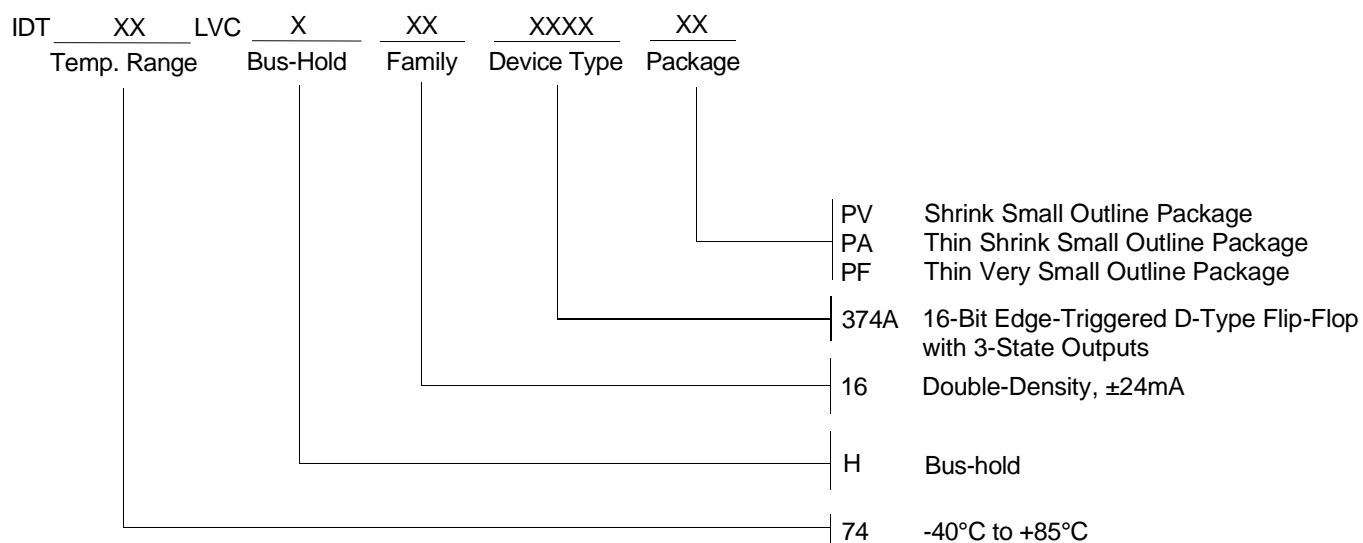 IDT XX LVC X XX XXXX XX
Temp. Range Bus-Hold Family Device Type Package
PV Shrink Small Outline Package
PA Thin Shrink Small Outline Package
PF Thin Very Small Outline Package
374A 16-Bit Edge-Triggered D-Type Flip-Flop
with 3-State Outputs
16 Double-Density, ±24mA
H Bus-hold
74 -40°C to +85°C